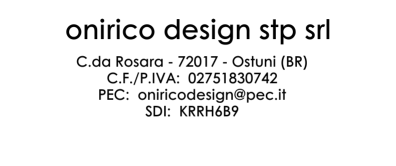 onirico design stp srl
C.da Rosara - 72017 - Ostuni (BR)
C.F./P.IVA: 02751830742
PEC: oniricodesign@pec.it
SDI: KRRH6B9